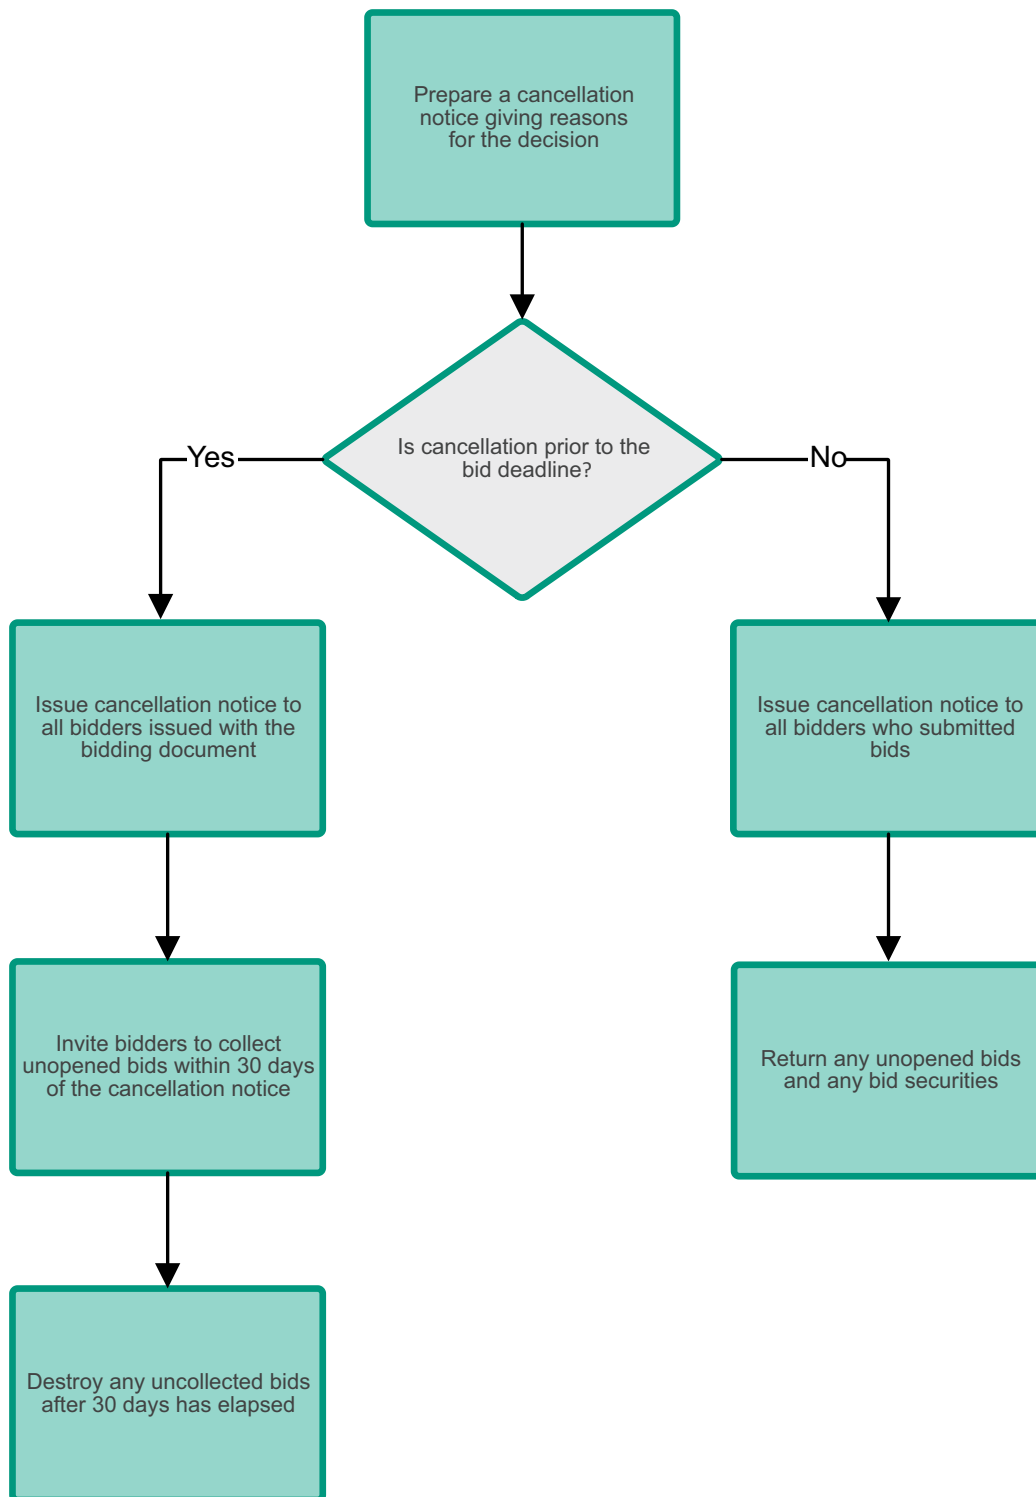 Prepare a cancellation
notice giving reasons
for the decision
Is cancellation prior to the
bid deadline?
Yes
No
Issue cancellation notice to
all bidders issued with the
bidding document
Issue cancellation notice to
all bidders who submitted
bids
Invite bidders to collect
unopened bids within 30 days
of the cancellation notice
Return any unopened bids
and any bid securities
Destroy any uncollected bids
after 30 days has elapsed